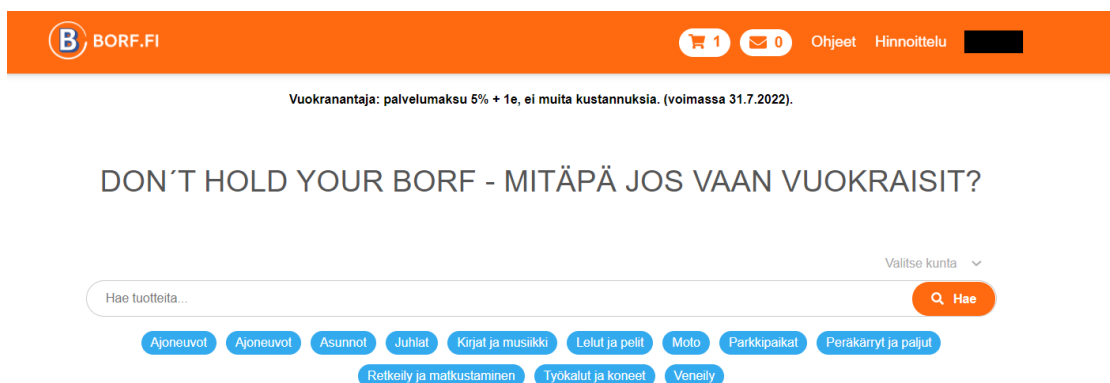 B BORF.FI 1 0 Ohjeet Hinnoittelu
Vuokranantaja: palvelumaksu 5% + 1e, ei muita kustannuksia. (voimassa 31.7.2022).
DON´T HOLD YOUR BORF - MITÄPÄ JOS VAAN VUOKRAISIT?
Valitse kunta
Hae tuotteita... Hae
Ajoneuvot Ajoneuvot Asunnot Juhlat Kirjat ja musiikki Lelut ja pelit Moto Parkkipaikat Peräkärryt ja paljut
Retkeily ja matkustaminen Työkalut ja koneet Veneily